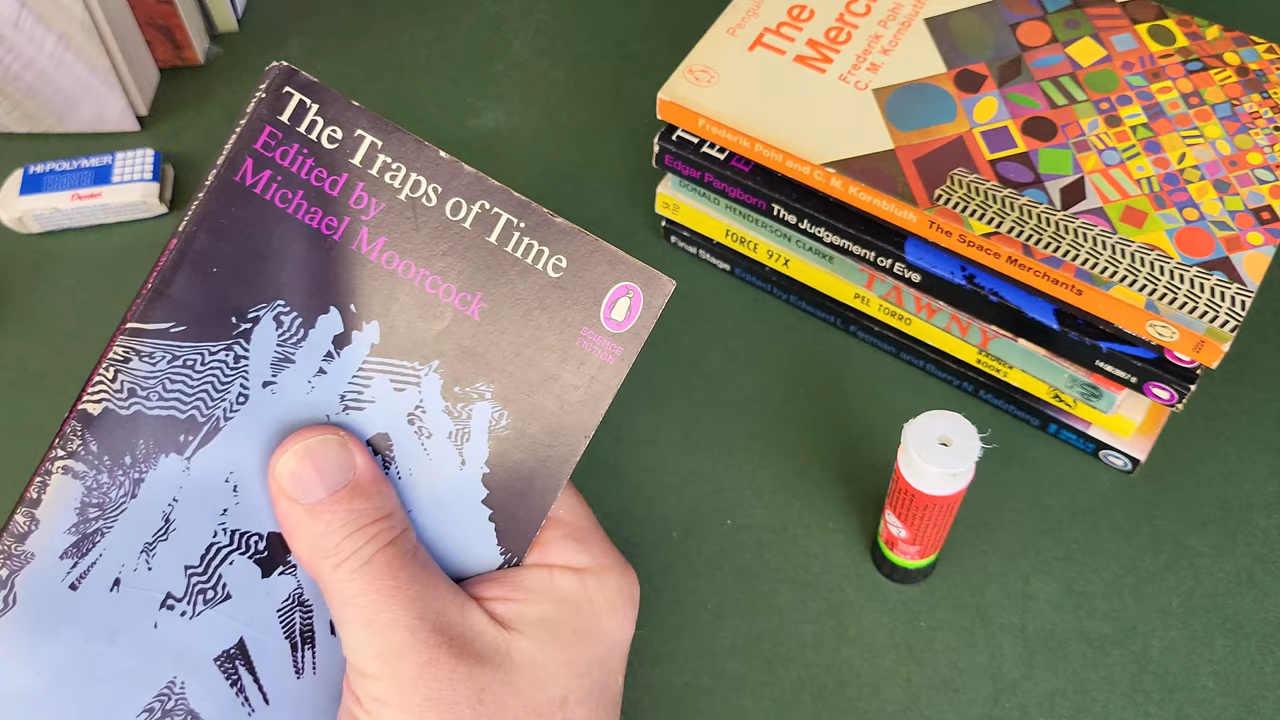 HI-POLYMER
ERASER
Pentel
The Traps of Time
Edited by
Michael Moorcock
SCIENCE
FICTION
Penguin
The
Merc
Frederik Pohl
C. M. Kornbluth
Frederik Pohl and C. M. Kornbluth The Space Merchants
Edgar Pangborn The Judgement of Eve
DONALD HENDERSON CLARKE TAWNY
FORCE 97X PEL TORRO BADGER BOOKS
Final Stage Edited by Edward L. Ferman and Barry N. Malzberg